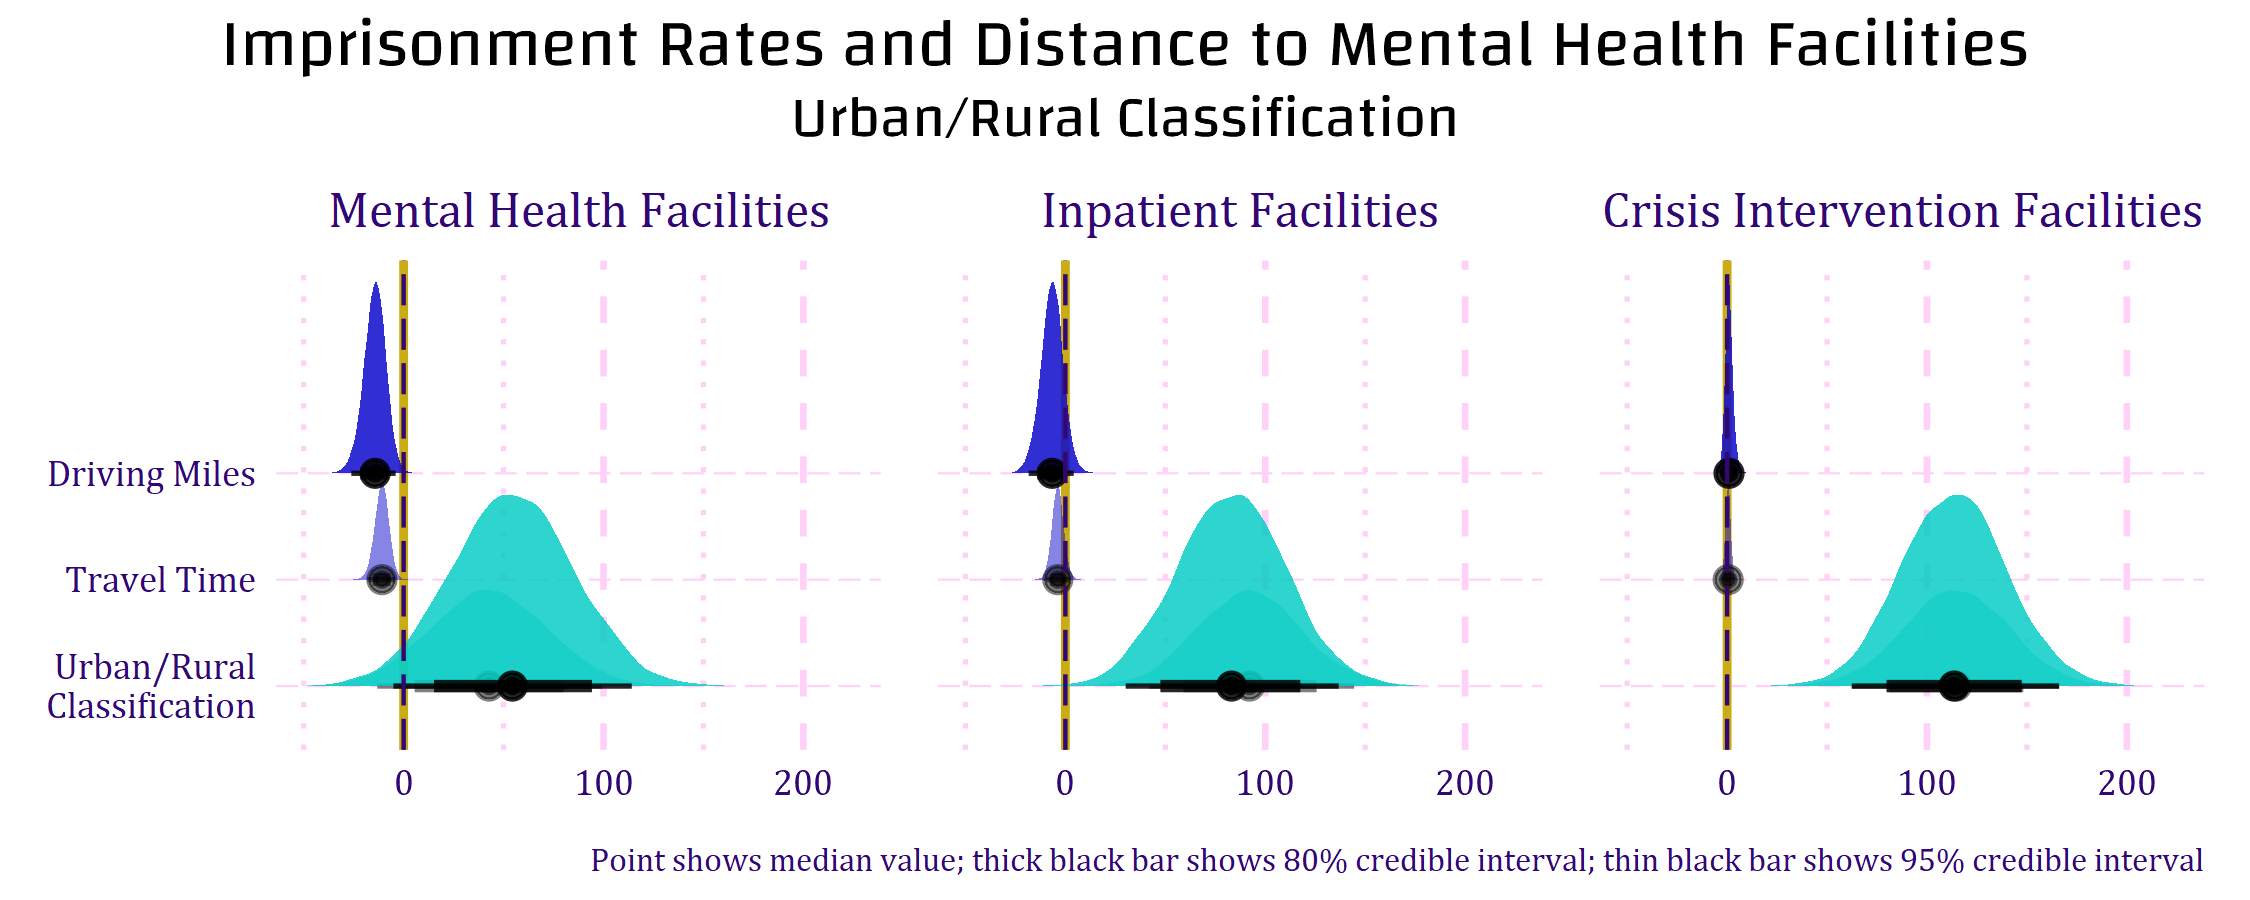 Imprisonment Rates and Distance to Mental Health Facilities
Urban/Rural Classification
Mental Health Facilities
Inpatient Facilities
Crisis Intervention Facilities
Driving Miles
Travel Time
Urban/Rural
Classification
0 100 200
0 100 200
0 100 200
Point shows median value; thick black bar shows 80% credible interval; thin black bar shows 95% credible interval